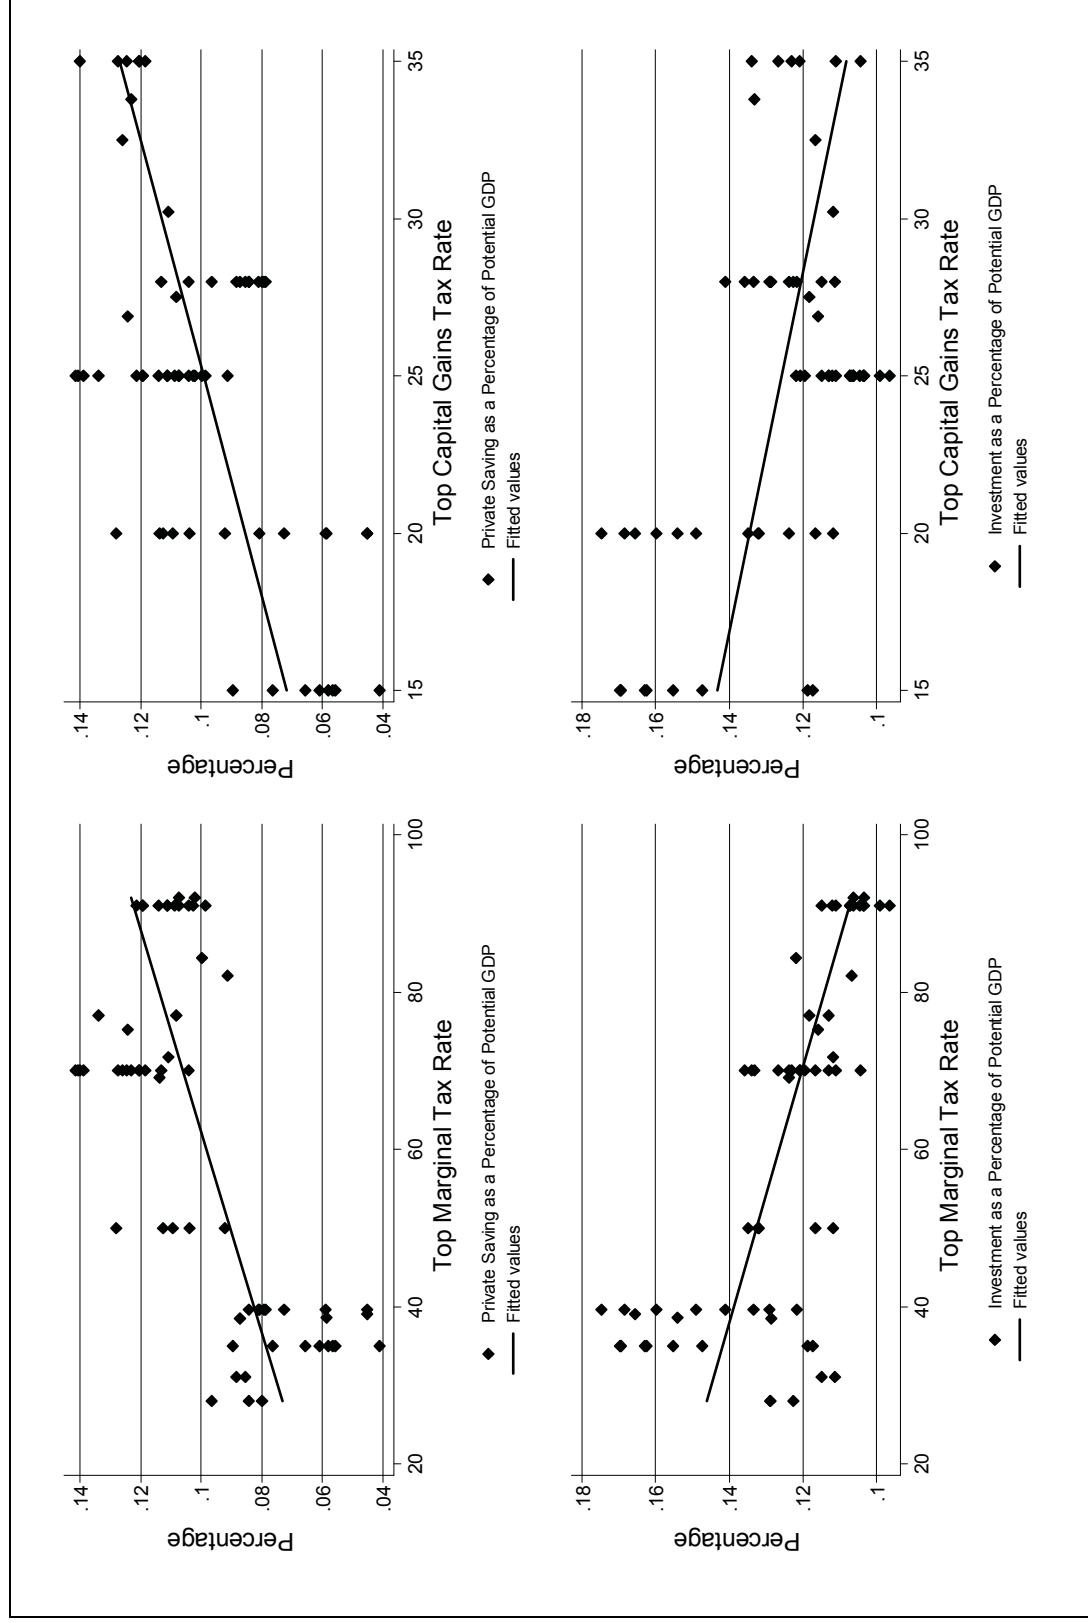 Percentage
.14
.12
.1
.08
.06
.04
20
40
60
80
100
Top Marginal Tax Rate
Private Saving as a Percentage of Potential GDP
Fitted values
Percentage
.14
.12
.1
.08
.06
.04
15
20
25
30
35
Top Capital Gains Tax Rate
Private Saving as a Percentage of Potential GDP
Fitted values
Percentage
.18
.16
.14
.12
.1
20
40
60
80
100
Top Marginal Tax Rate
Investment as a Percentage of Potential GDP
Fitted values
Percentage
.18
.16
.14
.12
.1
15
20
25
30
35
Top Capital Gains Tax Rate
Investment as a Percentage of Potential GDP
Fitted values